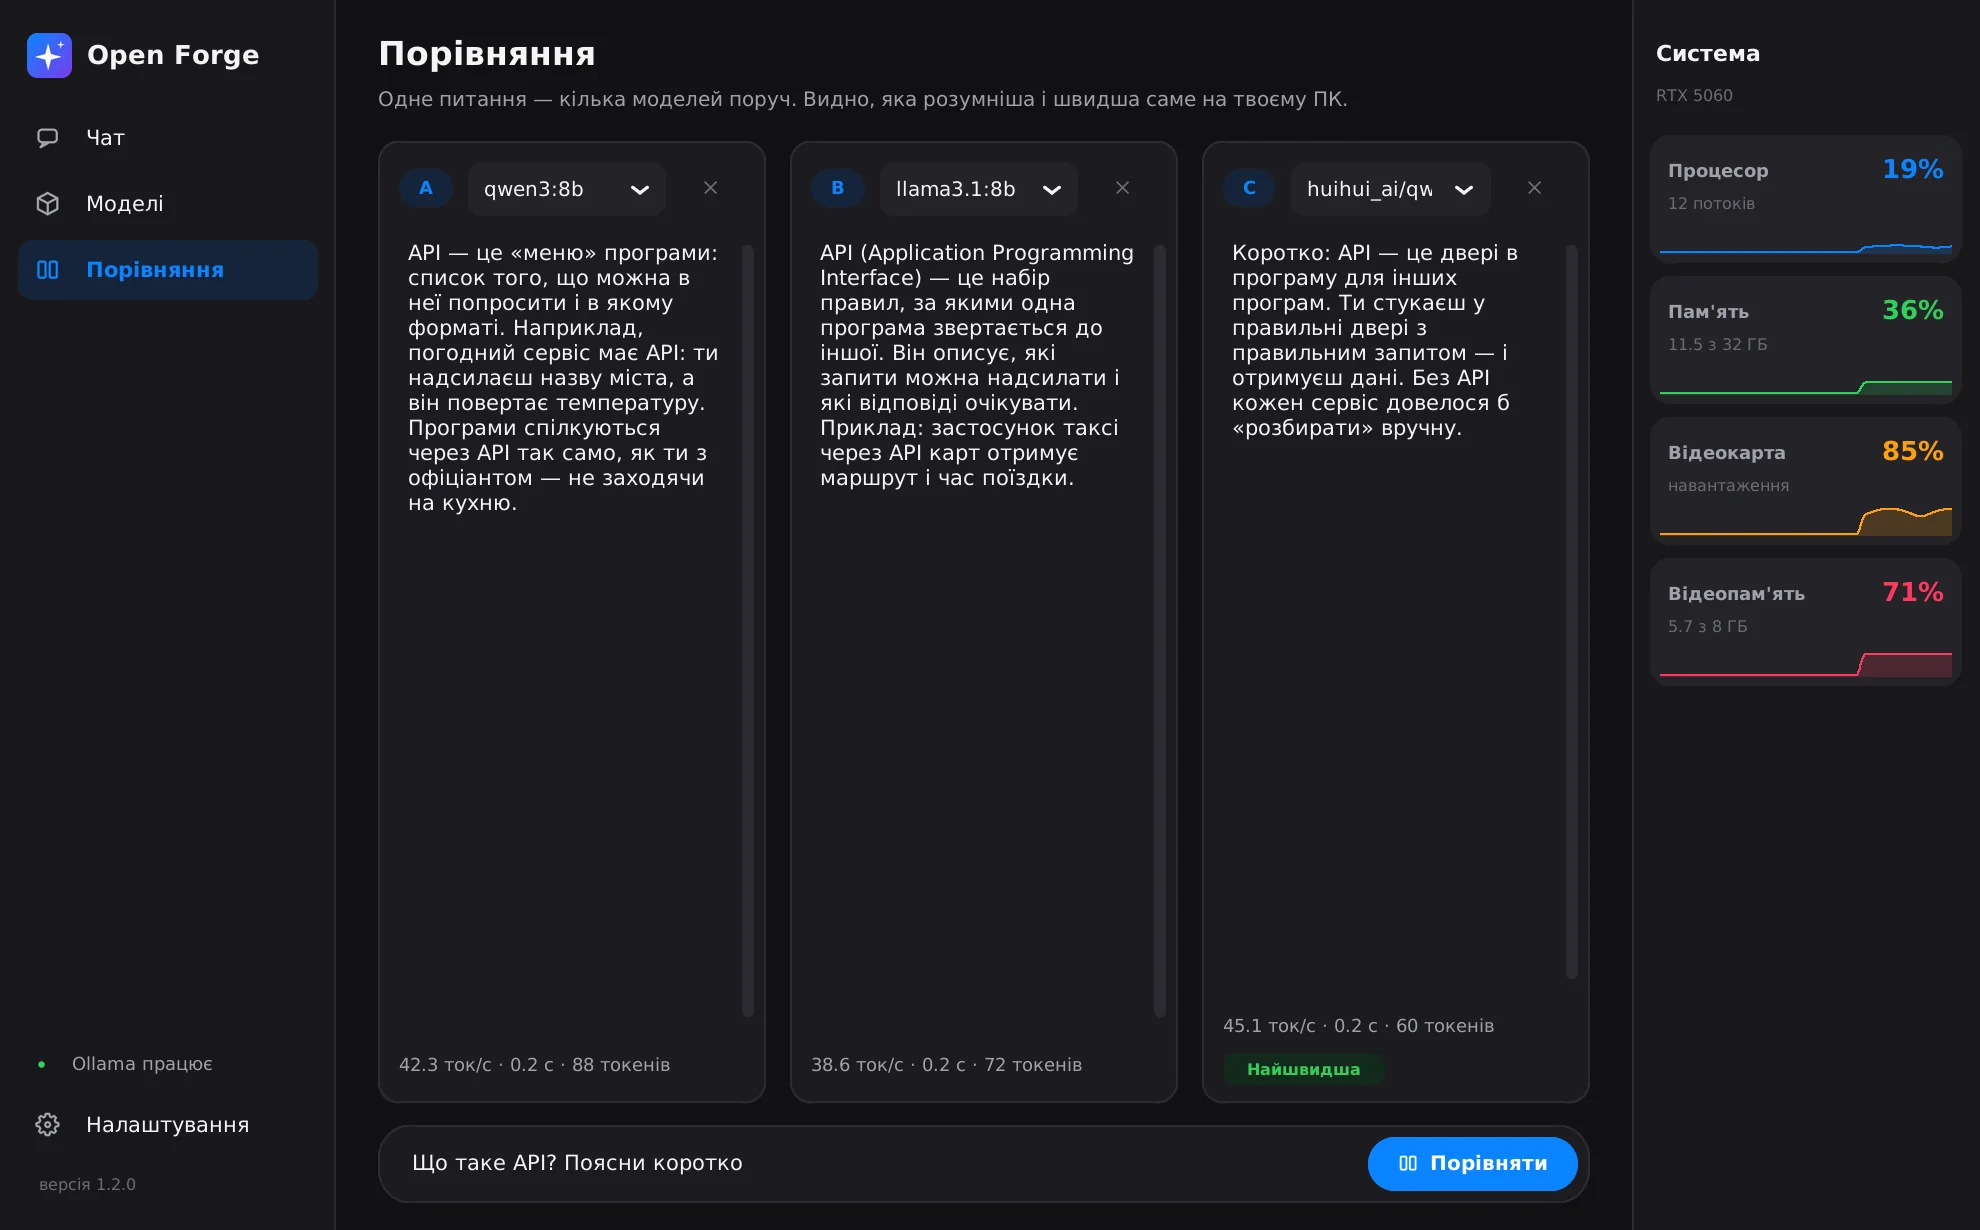 Open Forge
Чат
Моделі
Порівняння
Ollama працює
Налаштування
версія 1.2.0
Порівняння
Одне питання — кілька моделей поруч. Видно, яка розумніша і швидша саме на твоєму ПК.
A
qwen3:8b
API — це «меню» програми:
список того, що можна в
неї попросити і в якому
форматі. Наприклад,
погодний сервіс має API: ти
надсилаєш назву міста, а
він повертає температуру.
Програми спілкуються
через API так само, як ти з
офіціантом — не заходячи
на кухню.
42.3 ток/с · 0.2 с · 88 токенів
B
llama3.1:8b
API (Application Programming
Interface) — це набір
правил, за якими одна
програма звертається до
іншої. Він описує, які
запити можна надсилати і
які відповіді очікувати.
Приклад: застосунок таксі
через API карт отримує
маршрут і час поїздки.
38.6 ток/с · 0.2 с · 72 токенів
C
huihui_ai/qw
Коротко: API — це двері в
програму для інших
програм. Ти стукаєш у
правильні двері з
правильним запитом — і
отримуєш дані. Без API
кожен сервіс довелося б
«розбирати» вручну.
45.1 ток/с · 0.2 с · 60 токенів
Найшвидша
Що таке API? Поясни коротко
Порівняти
Система
RTX 5060
Процесор
19%
12 потоків
Пам'ять
36%
11.5 з 32 ГБ
Відеокарта
85%
навантаження
Відеопам'ять
71%
5.7 з 8 ГБ